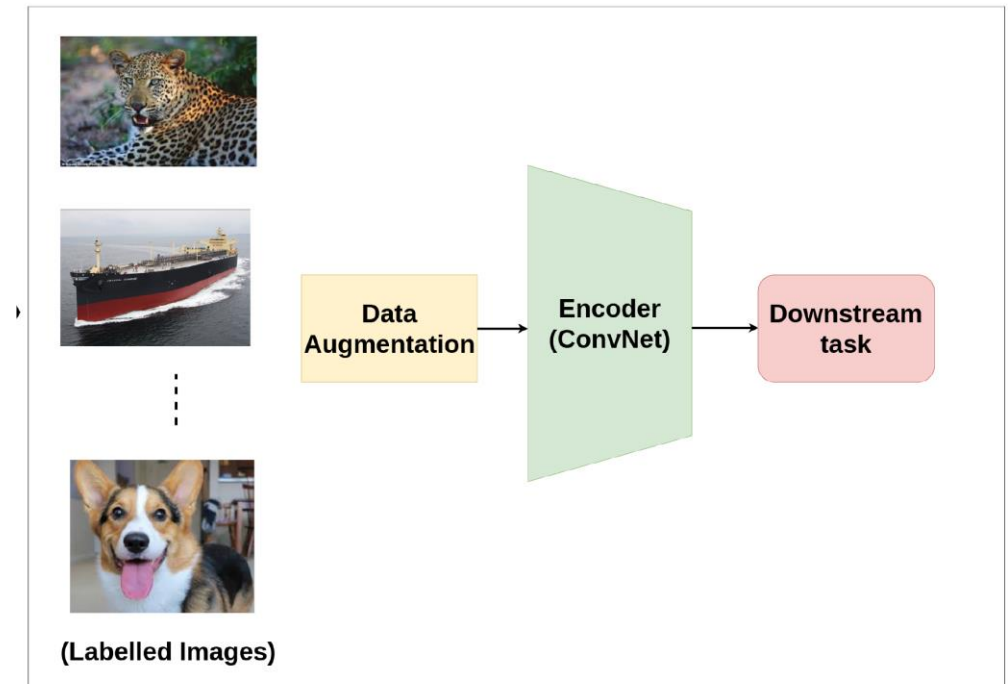 Data
Augmentation
Encoder
(ConvNet)
Downstream
task
(Labelled Images)